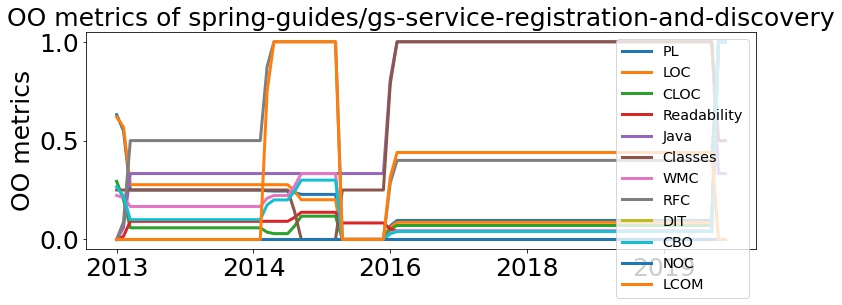 OO metrics of spring-guides/gs-service-registration-and-discovery
OO metrics
1.0
0.5
0.0
2013
2014
2016
2018
2019
PL
LOC
CLOC
Readability
Java
Classes
WMC
RFC
DIT
CBO
NOC
LCOM